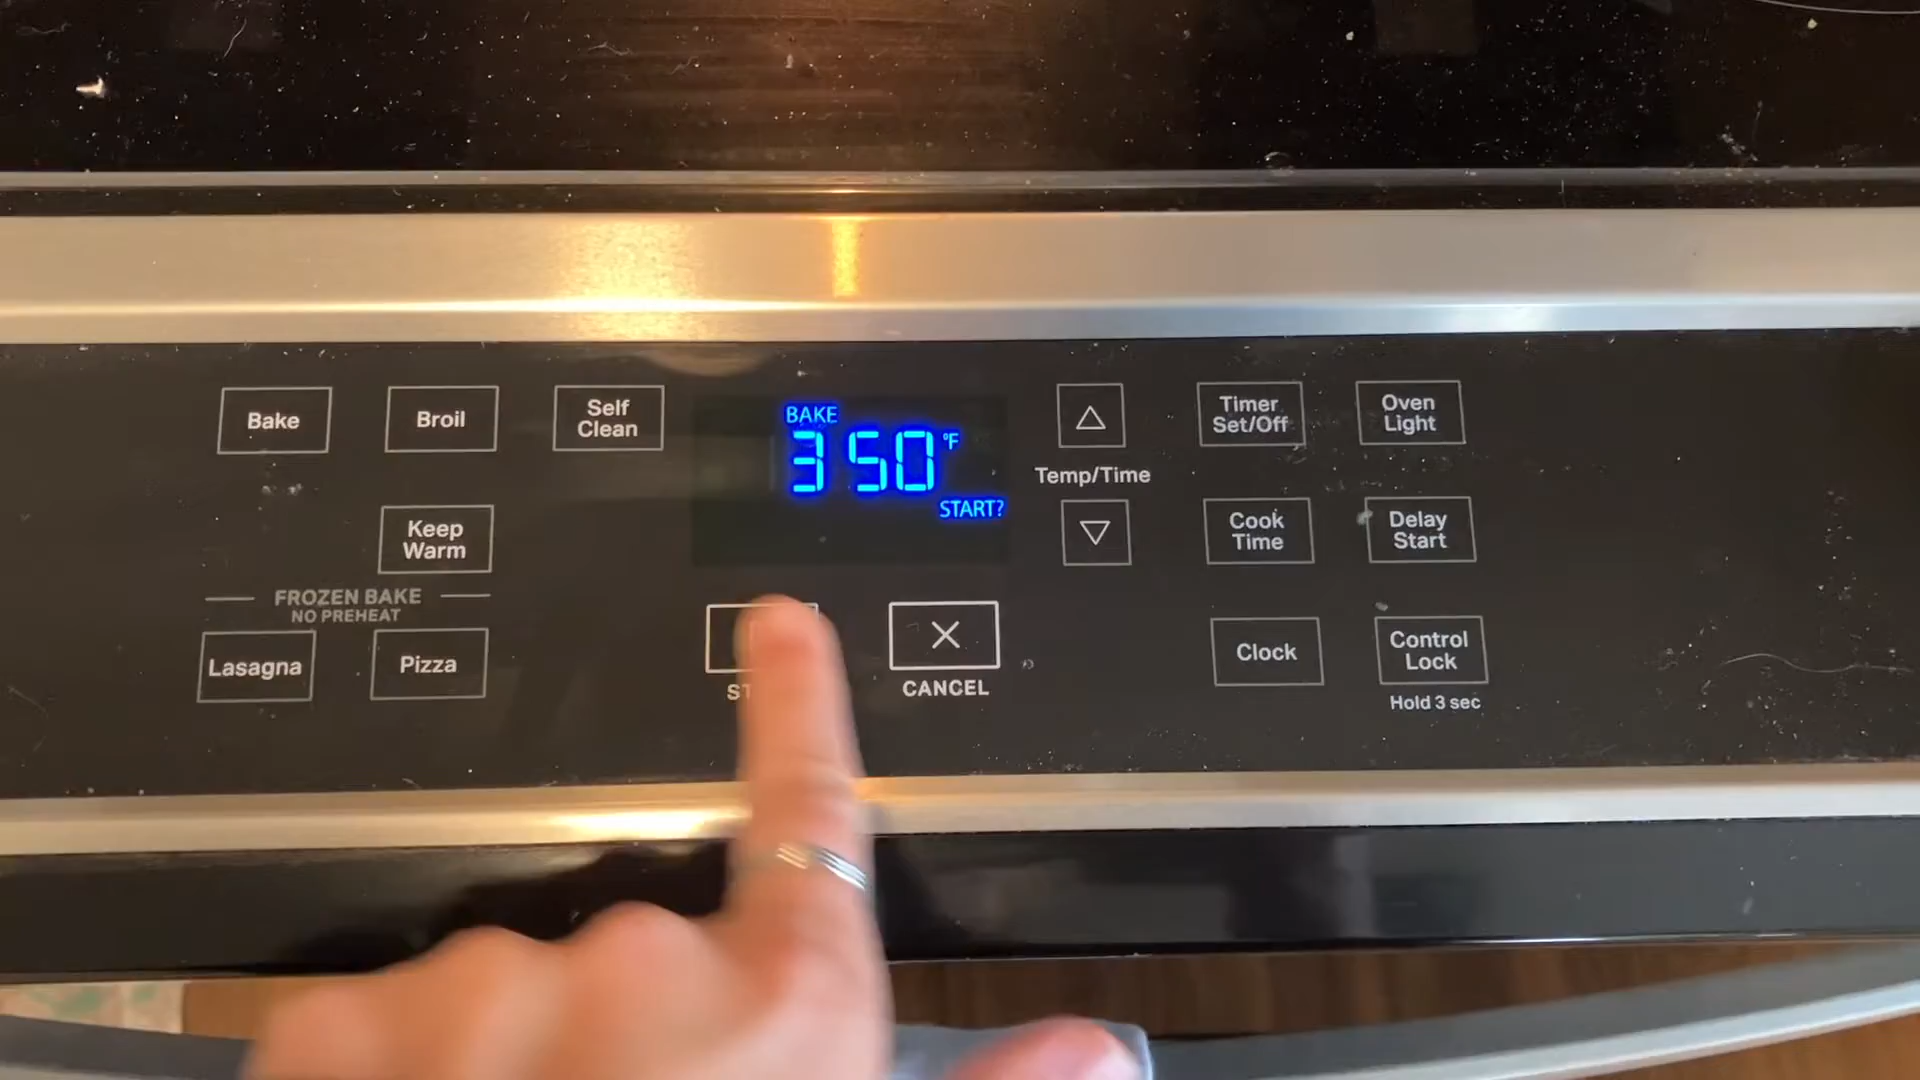 Bake
Broil
Self
Clean
BAKE
350°F
START?
Temp/Time
Timer
Set/Off
Oven
Light
Keep
Warm
Cook
Time
Delay
Start
FROZEN BAKE
NO PREHEAT
Lasagna
Pizza
CANCEL
Clock
Control
Lock
Hold 3 sec